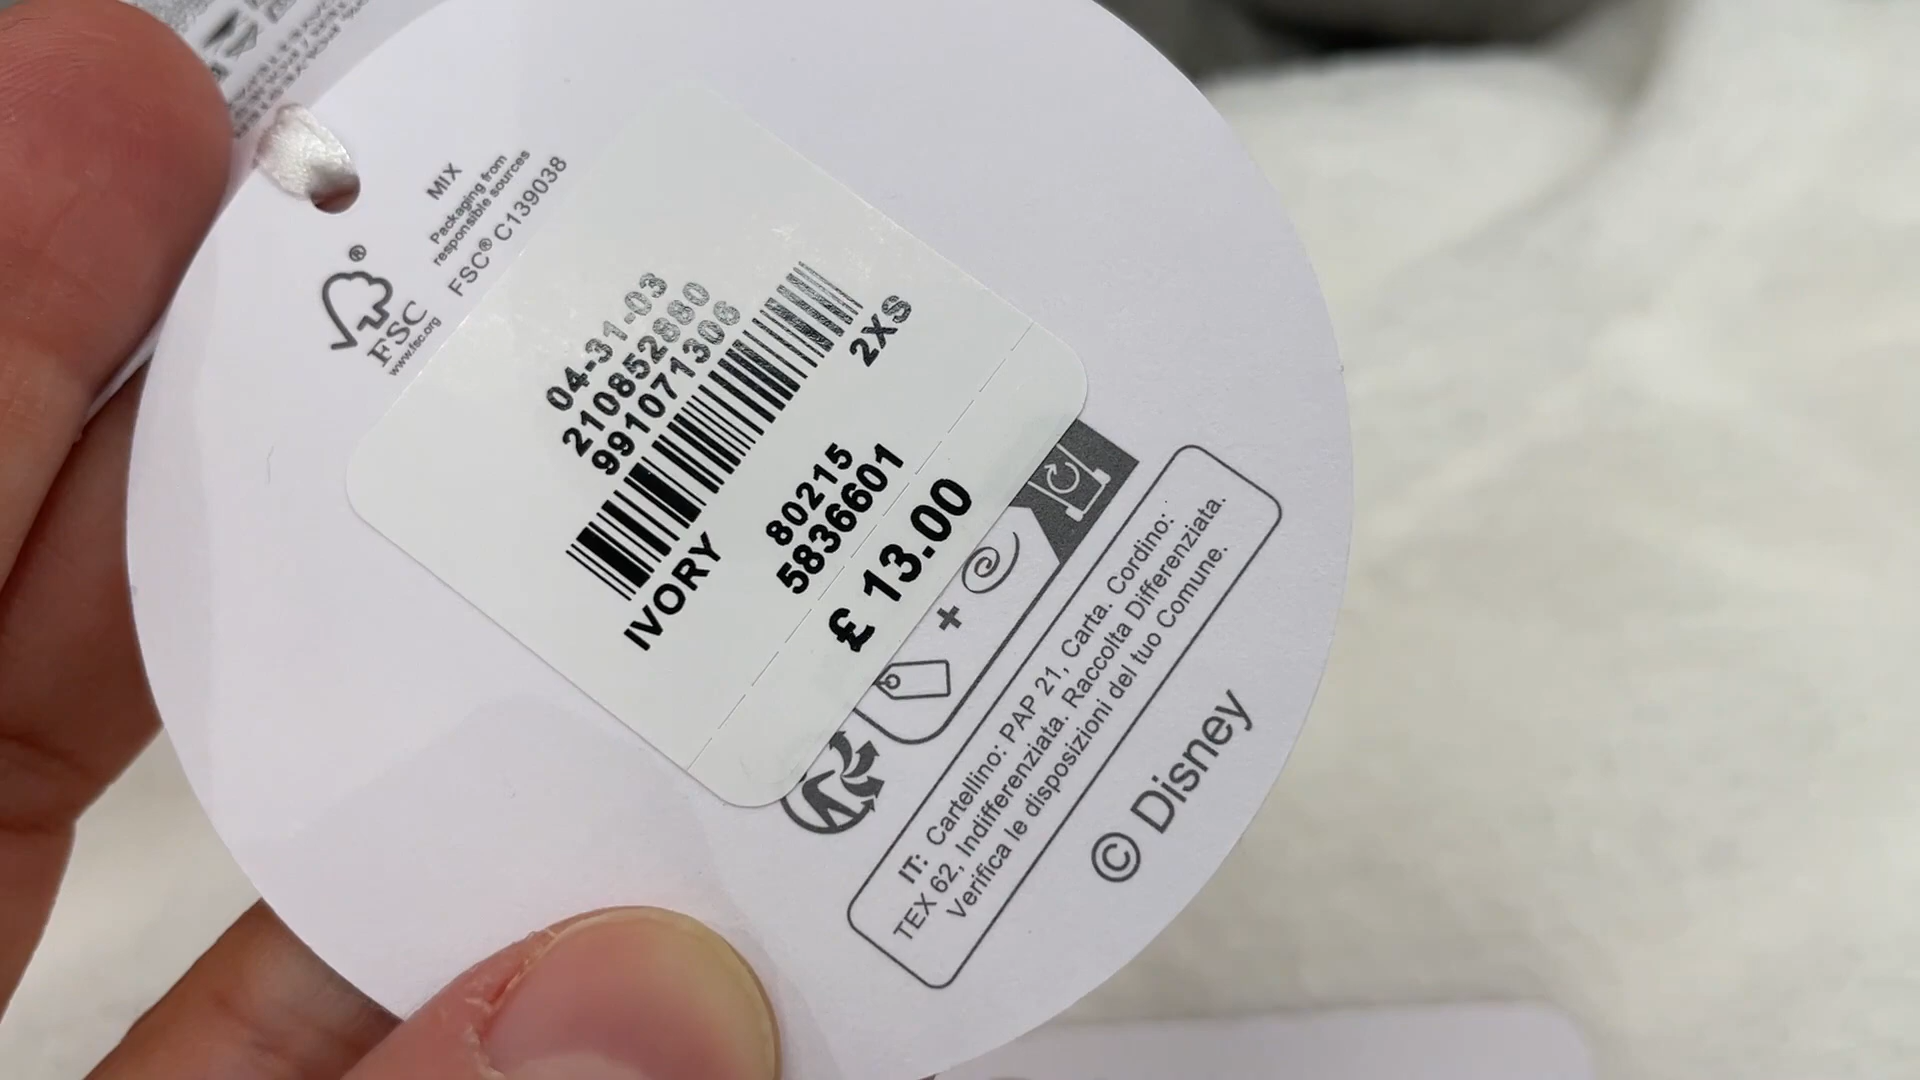 MIX
Packaging from
responsible sources
FSC® C139038
®
FSC
www.fsc.org
04-31-03
210852880
991071306
IVORY
2XS
80215
5836601
£ 13.00
IT: Cartellino: PAP 21, Carta. Cordino:
TEX 62, Indifferenziata. Raccolta Differenziata.
Verifica le disposizioni del tuo Comune.
© Disney